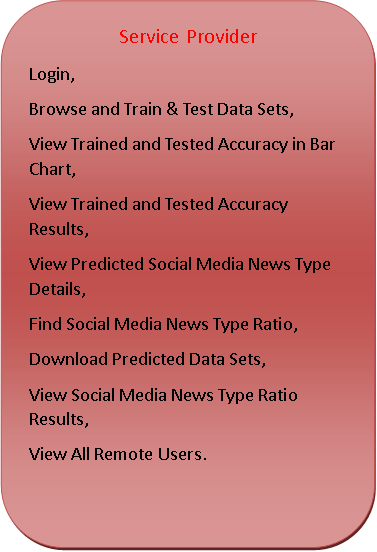 Service Provider
Login,
Browse and Train & Test Data Sets,
View Trained and Tested Accuracy in Bar
Chart,
View Trained and Tested Accuracy
Results,
View Predicted Social Media News Type
Details,
Find Social Media News Type Ratio,
Download Predicted Data Sets,
View Social Media News Type Ratio
Results,
View All Remote Users.